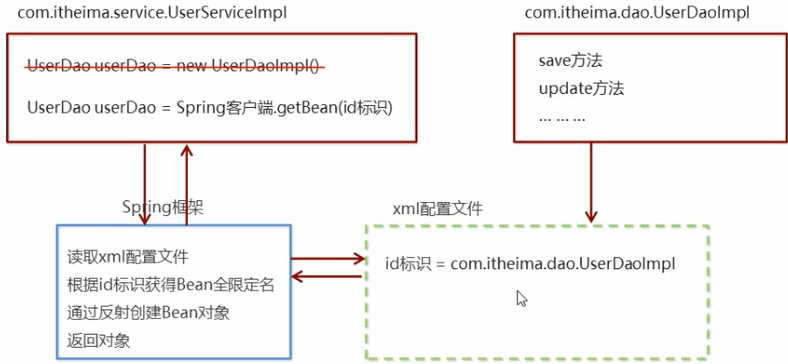 com.itheima.service.UserServiceImpl
com.itheima.dao.UserDaoImpl
UserDao userDao = new UserDaoImpl()
UserDao userDao = Spring客户端.getBean(id标识)
save方法
update方法
... ... ...
Spring框架
xml配置文件
读取xml配置文件
根据id标识获得Bean全限定名
通过反射创建Bean对象
返回对象
id标识 = com.itheima.dao.UserDaoImpl